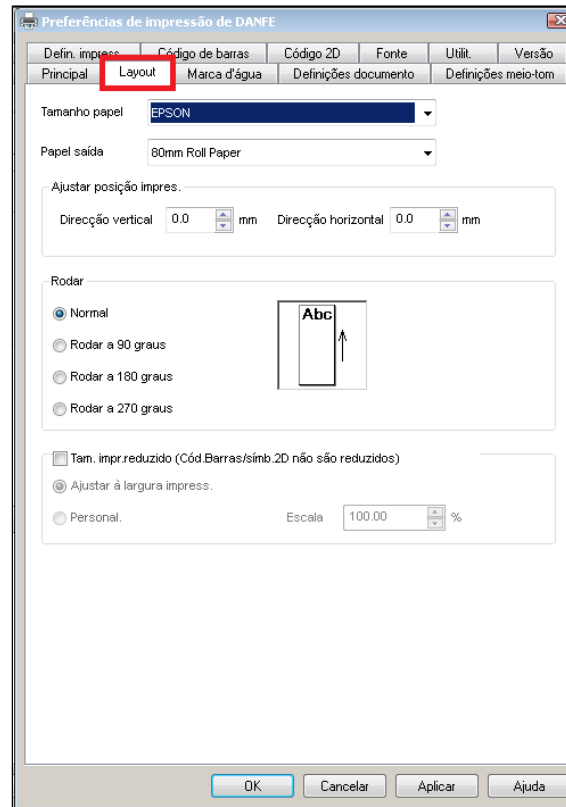 Preferências de impressão de DANFE
Defin. impress. Código de barras Código 2D Fonte Utilit. Versão
Principal Layout Marca d'água Definições documento Definições meio-tom
Tamanho papel EPSON
Papel saída 80mm Roll Paper
Ajustar posição impres.
Direcção vertical 0.0 mm Direcção horizontal 0.0 mm
Rodar
Normal
Abc
Rodar a 90 graus
Rodar a 180 graus
Rodar a 270 graus
Tam. impr.reduzido (Cód.Barras/símb.2D não são reduzidos)
Ajustar à largura impress.
Personal. Escala 100.00 %
OK Cancelar Aplicar Ajuda